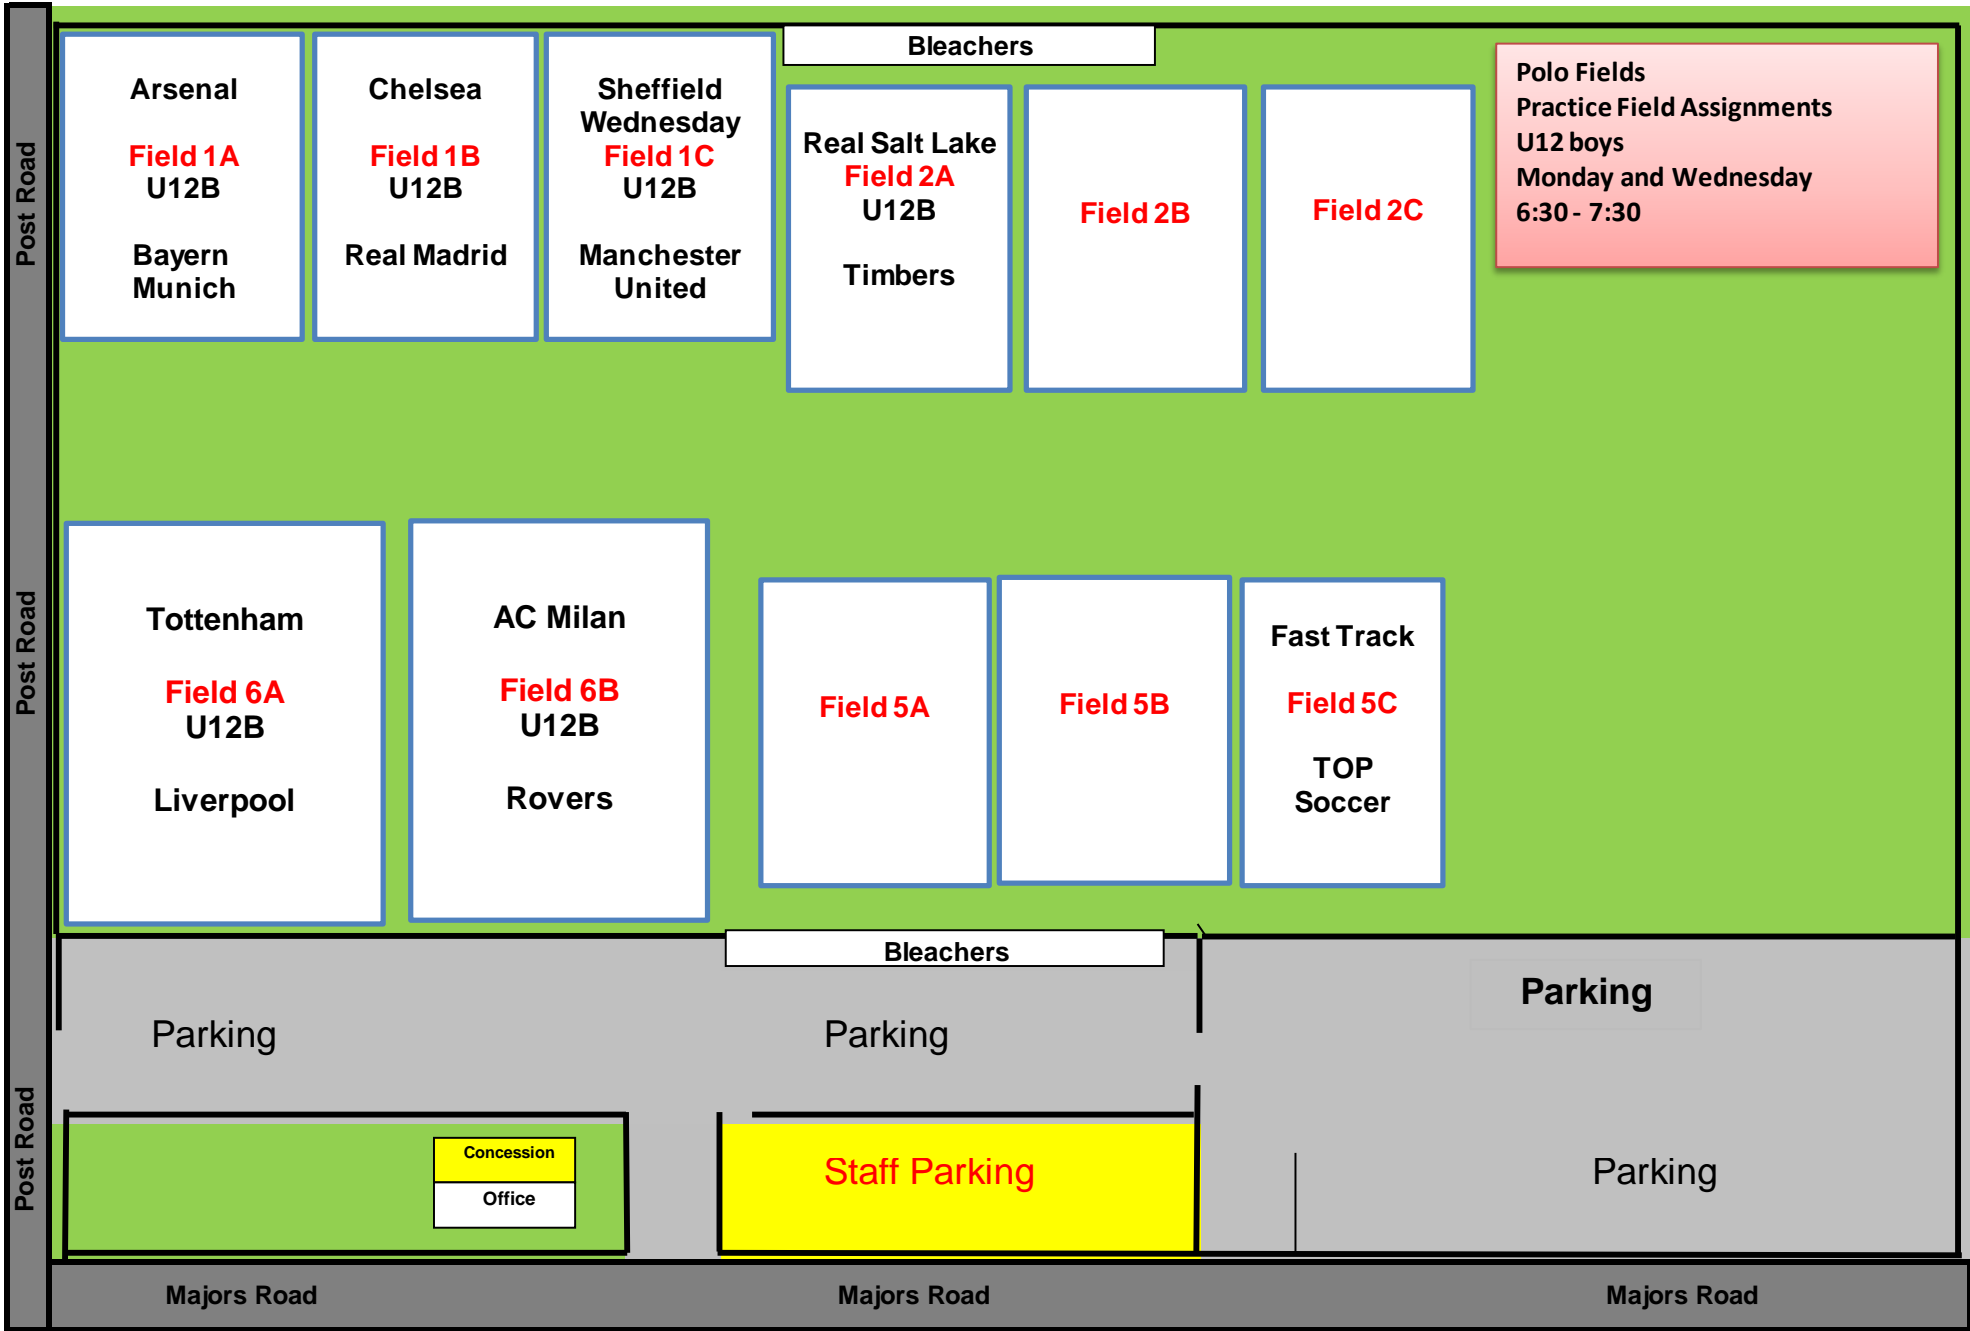 Bleachers
Polo Fields
Practice Field Assignments
U12 boys
Monday and Wednesday
6:30 - 7:30
Post Road
Arsenal
Field 1A
U12B
Bayern
Munich
Chelsea
Field 1B
U12B
Real Madrid
Sheffield
Wednesday
Field 1C
U12B
Manchester
United
Real Salt Lake
Field 2A
U12B
Timbers
Field 2B
Field 2C
Post Road
Tottenham
Field 6A
U12B
Liverpool
AC Milan
Field 6B
U12B
Rovers
Field 5A
Field 5B
Fast Track
Field 5C
TOP
Soccer
Bleachers
Parking
Parking
Parking
Post Road
Concession
Office
Staff Parking
Parking
Majors Road
Majors Road
Majors Road